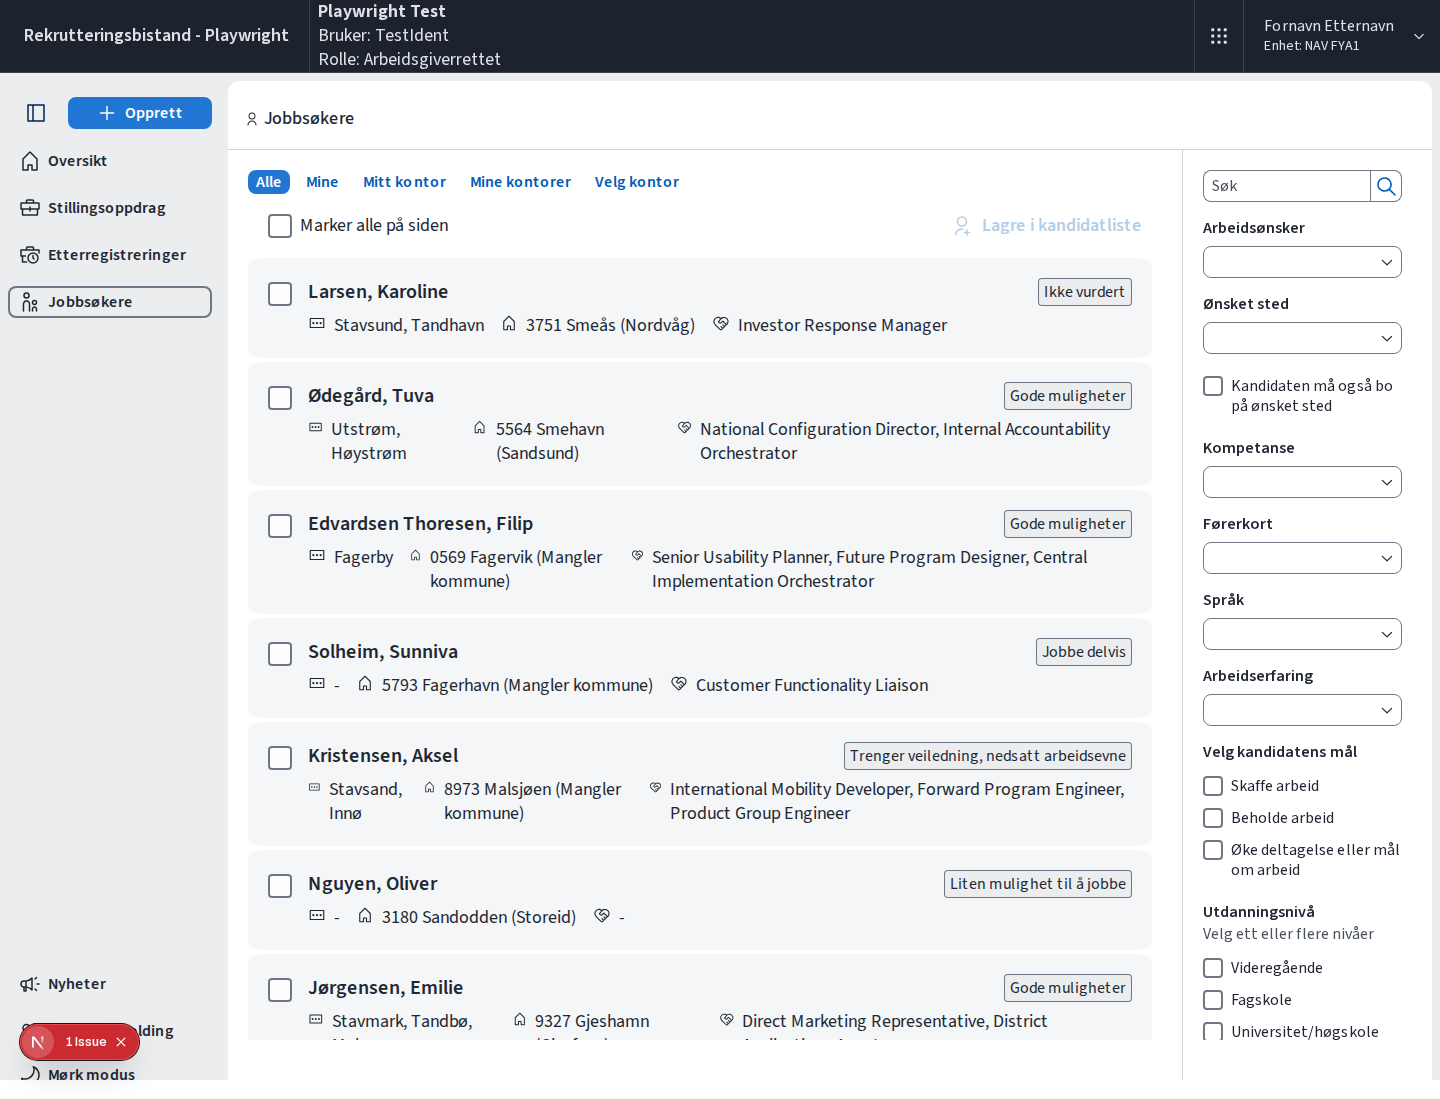 Rekrutteringsbistand - Playwright
Playwright Test
Bruker: TestIdent
Rolle: Arbeidsgiverrettet
Fornavn Etternavn
Enhet: NAV FYA1
Opprett
Oversikt
Stillingsoppdrag
Etterregistreringer
Jobbsøkere
Nyheter
lding
1 Issue
Mørk modus
Jobbsøkere
Alle
Mine
Mitt kontor
Mine kontorer
Velg kontor
Marker alle på siden
Lagre i kandidatliste
Larsen, Karoline
Ikke vurdert
Stavsund, Tandhavn
3751 Smeås (Nordvåg)
Investor Response Manager
Ødegård, Tuva
Gode muligheter
Utstrøm,
Høystrøm
5564 Smehavn
(Sandsund)
National Configuration Director, Internal Accountability
Orchestrator
Edvardsen Thoresen, Filip
Gode muligheter
Fagerby
0569 Fagervik (Mangler
kommune)
Senior Usability Planner, Future Program Designer, Central
Implementation Orchestrator
Solheim, Sunniva
Jobbe delvis
-
5793 Fagerhavn (Mangler kommune)
Customer Functionality Liaison
Kristensen, Aksel
Trenger veiledning, nedsatt arbeidsevne
Stavsand,
Innø
8973 Malsjøen (Mangler
kommune)
International Mobility Developer, Forward Program Engineer,
Product Group Engineer
Nguyen, Oliver
Liten mulighet til å jobbe
-
3180 Sandodden (Storeid)
-
Jørgensen, Emilie
Gode muligheter
Stavmark, Tandbø,
9327 Gjeshamn
Direct Marketing Representative, District
Søk
Arbeidsønsker
Ønsket sted
Kandidaten må også bo
på ønsket sted
Kompetanse
Førerkort
Språk
Arbeidserfaring
Velg kandidatens mål
Skaffe arbeid
Beholde arbeid
Øke deltagelse eller mål
om arbeid
Utdanningsnivå
Velg ett eller flere nivåer
Videregående
Fagskole
Universitet/høgskole